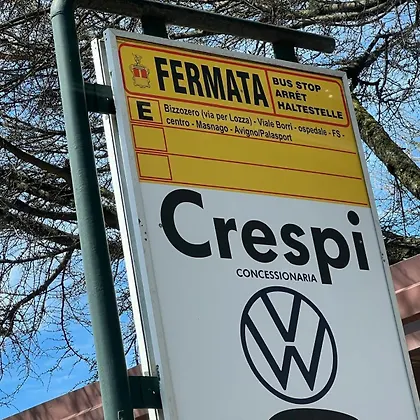 FERMATA
BUS STOP
ARRÊT
HALTESTELLE
E
Bizzozero (via per Lozza) - Viale Borri - ospedale - FS -
centro - Masnago - Avigno/Palasport
Crespi
CONCESSIONARIA